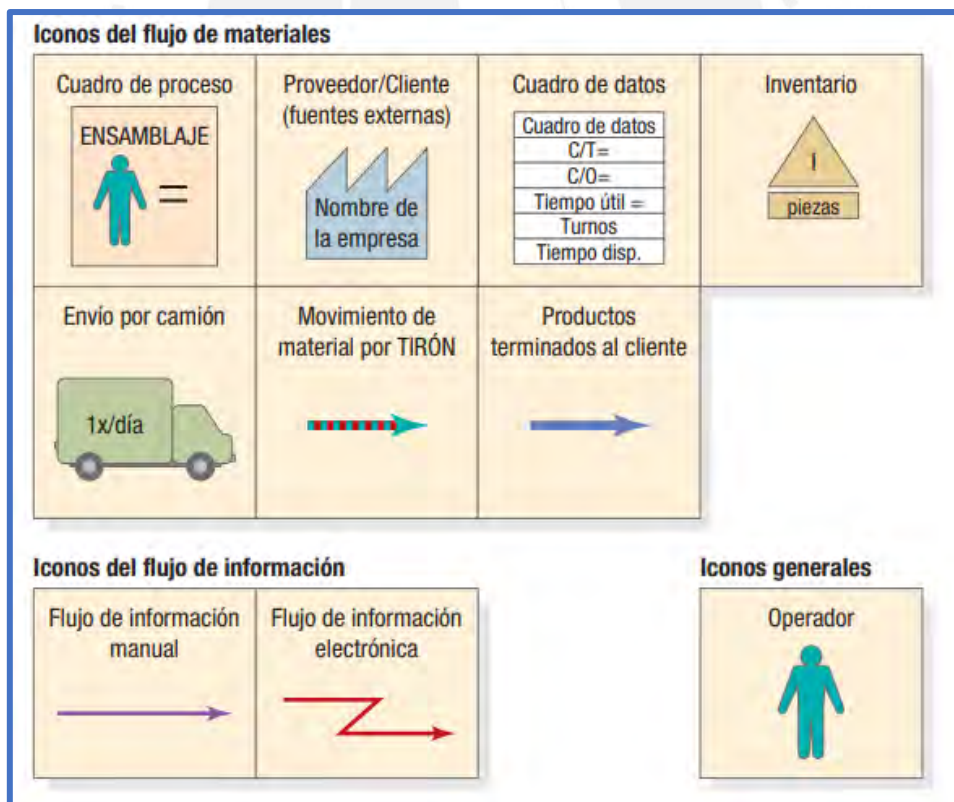 Iconos del flujo de materiales
Cuadro de proceso
ENSAMBLAJE
=
Proveedor/Cliente
(fuentes externas)
Nombre de
la empresa
Cuadro de datos
Cuadro de datos
C/T=
C/O=
Tiempo útil =
Turnos
Tiempo disp.
Inventario
I
piezas
Envío por camión
1x/día
Movimiento de
material por TIRÓN
Productos
terminados al cliente
Iconos del flujo de información
Flujo de información
manual
Flujo de información
electrónica
Iconos generales
Operador